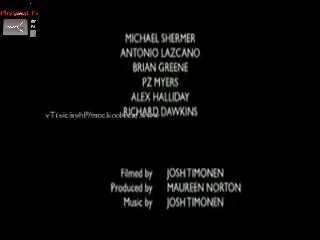 MICHAEL SHERMER
ANTONIO LAZCANO
BRIAN GREENE
PZ MYERS
ALEX HALLIDAY
RICHARD DAWKINS
Filmed by JOSH TIMONEN
Produced by MAUREEN NORTON
Music by JOSH TIMONEN